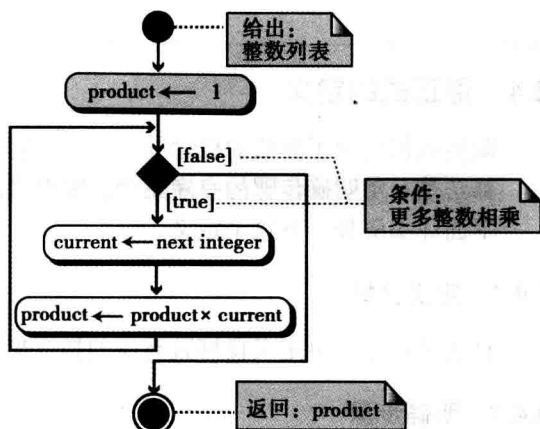 给出:
整数列表
product ← 1
[false]
[true]
条件:
更多整数相乘
current ← next integer
product ← product × current
返回: product